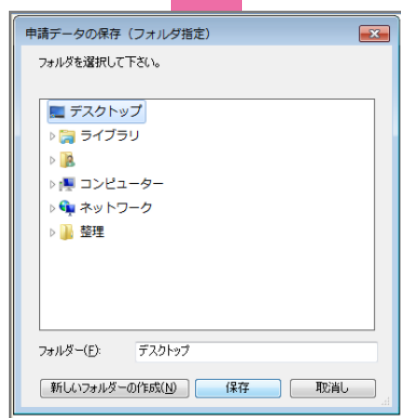 申請データの保存（フォルダ指定）
フォルダを選択して下さい。
デスクトップ
ライブラリ
コンピューター
ネットワーク
整理
フォルダー(F): デスクトップ
新しいフォルダーの作成(N) 保存 取消し